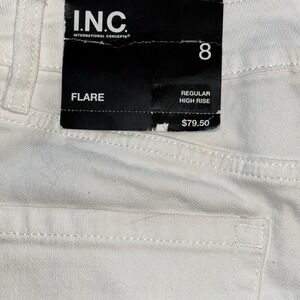 I.N.C.
INTERNATIONAL CONCEPTS®
8
FLARE
REGULAR
HIGH RISE
$79.50